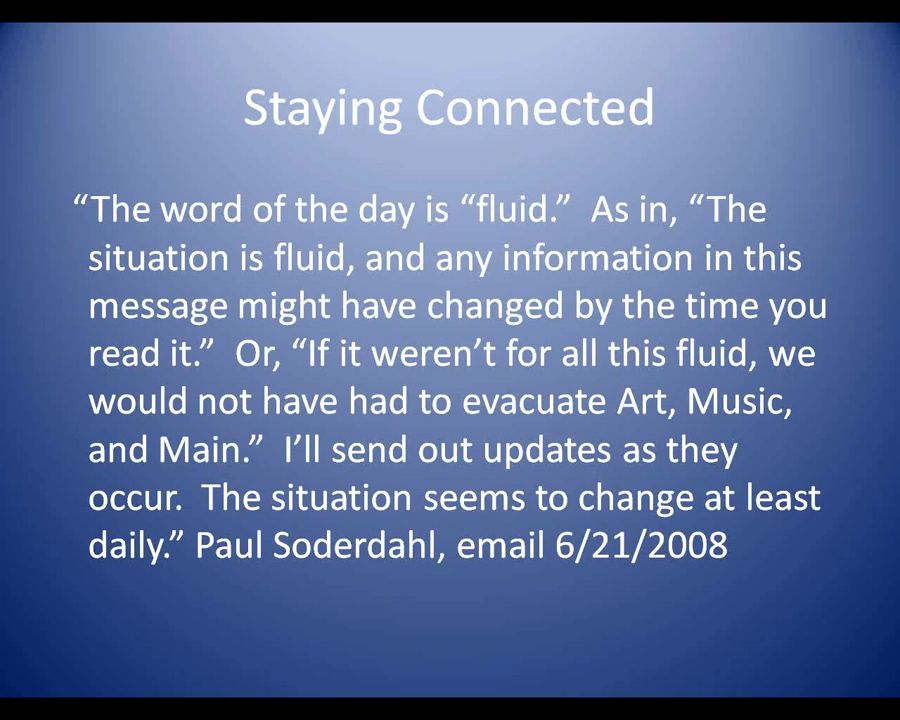 Staying Connected
“The word of the day is “fluid.”  As in, “The
situation is fluid, and any information in this
message might have changed by the time you
read it.”  Or, “If it weren’t for all this fluid, we
would not have had to evacuate Art, Music,
and Main.”  I’ll send out updates as they
occur.  The situation seems to change at least
daily.” Paul Soderdahl, email 6/21/2008